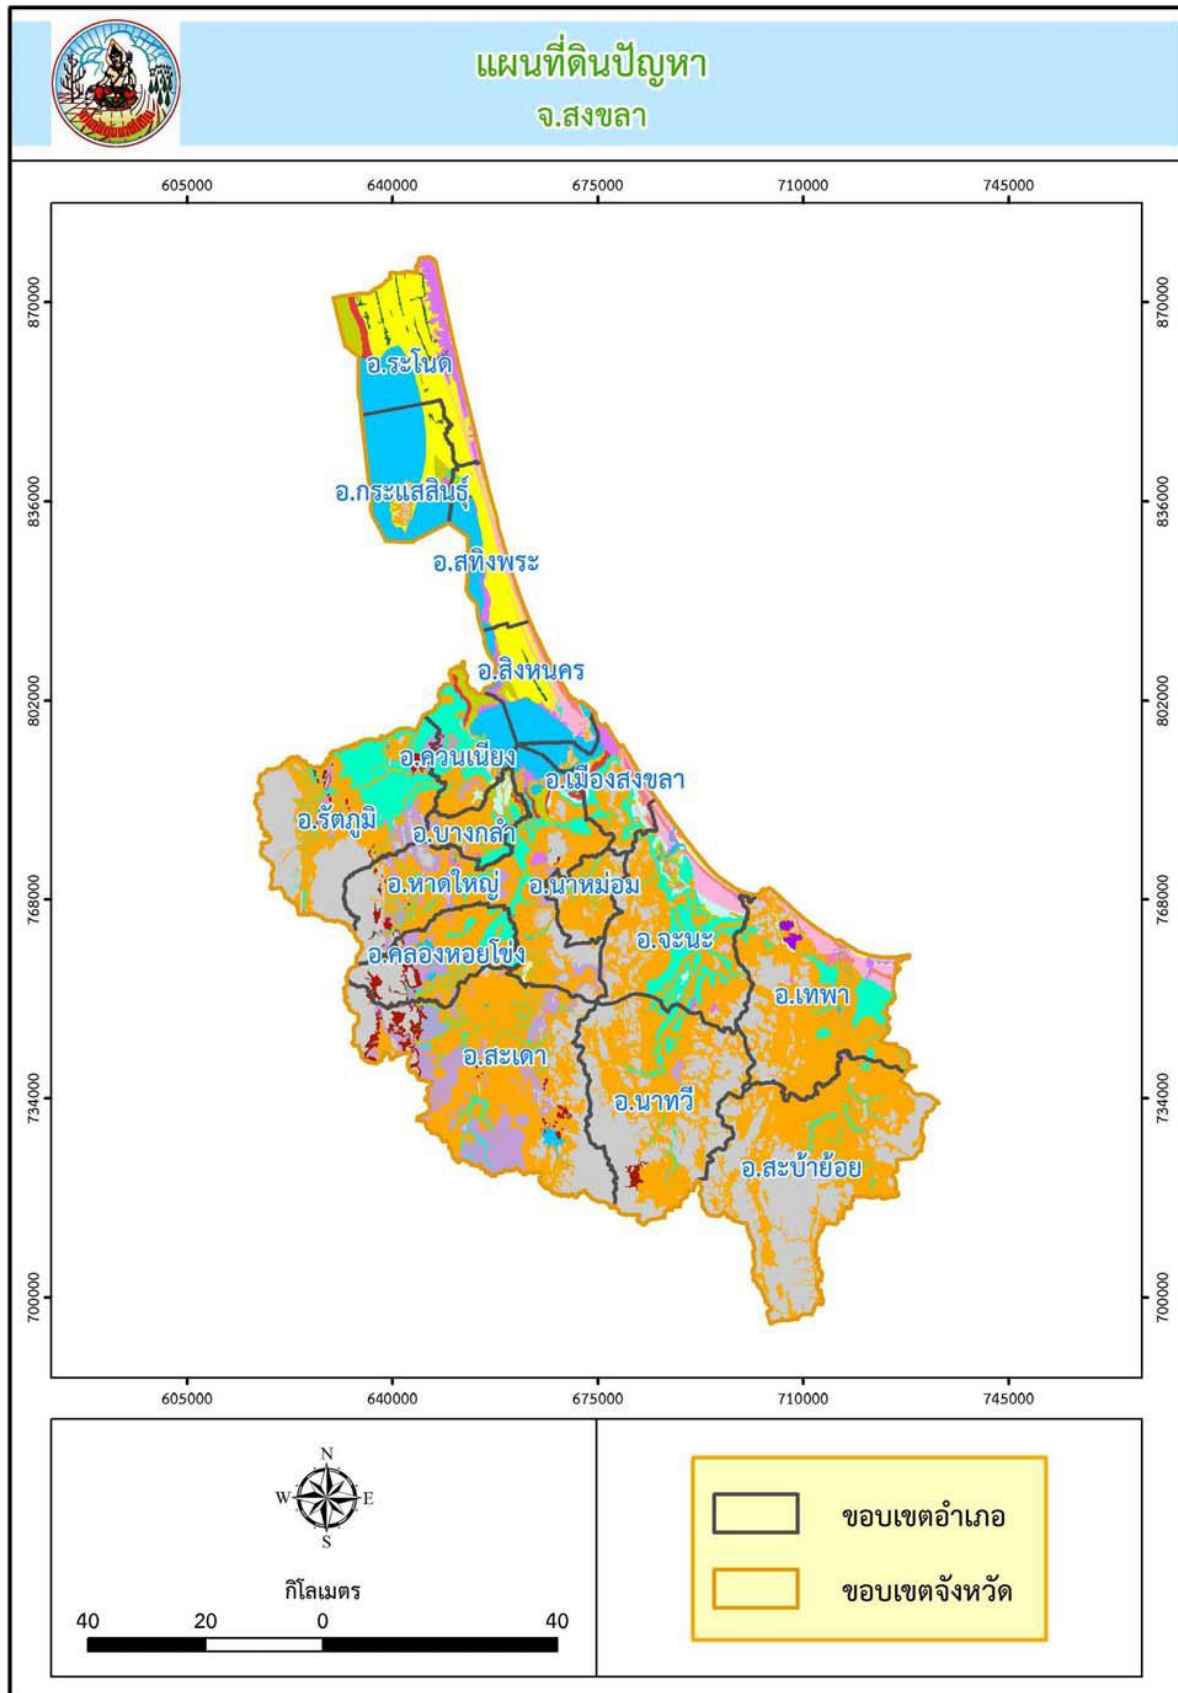 แผนที่ดินปัญหา
จ.สงขลา
605000 640000 675000 710000 745000
870000 870000
อ.ระโนด
836000 836000
อ.กระแสสินธุ์
อ.สทิงพระ
อ.สิงหนคร
802000 802000
อ.ควนเนียง
อ.เมืองสงขลา
อ.รัตภูมิ
อ.บางกล่ำ
อ.หาดใหญ่
อ.นาหม่อม
768000 768000
อ.จะนะ
อ.คลองหอยโข่ง
อ.เทพา
อ.สะเดา
734000 734000
อ.นาทวี
อ.สะบ้าย้อย
700000 700000
605000 640000 675000 710000 745000
N
W E
S
กิโลเมตร
40 20 0 40
ขอบเขตอำเภอ
ขอบเขตจังหวัด